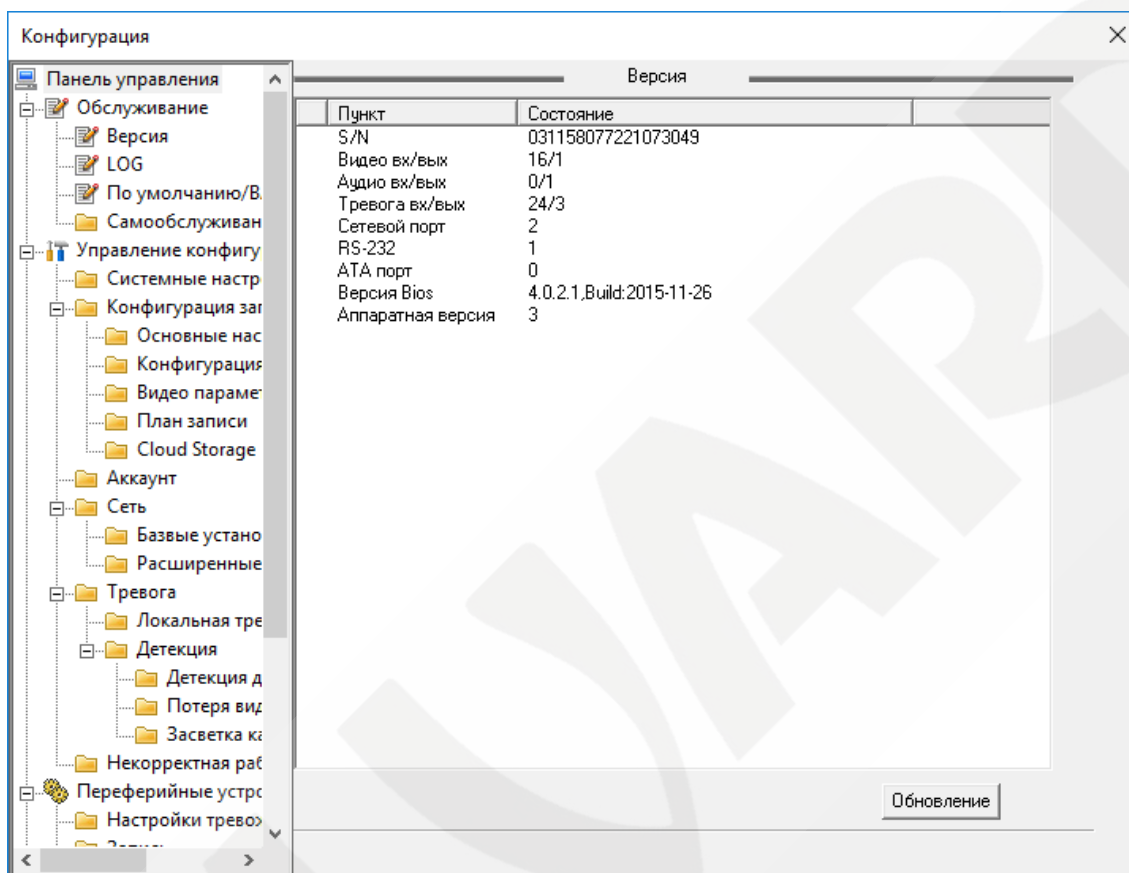 Конфигурация
Панель управления
Обслуживание
Версия
LOG
По умолчанию/В.
Самообслуживан
Управление конфигу
Системные настр
Конфигурация заг
Основные нас
Конфигурация
Видео параме
План записи
Cloud Storage
Аккаунт
Сеть
Базвые устано
Расширенные
Тревога
Локальная тре
Детекция
Детекция д
Потеря вид
Засветка ка
Некорректная раб
Переферийные устро
Настройки тревож
Версия
Пункт Состояние
S/N 031158077221073049
Видео вх/вых 16/1
Аудио вх/вых 0/1
Тревога вх/вых 24/3
Сетевой порт 2
RS-232 1
ATA порт 0
Версия Bios 4.0.2.1,Build:2015-11-26
Аппаратная версия 3
Обновление